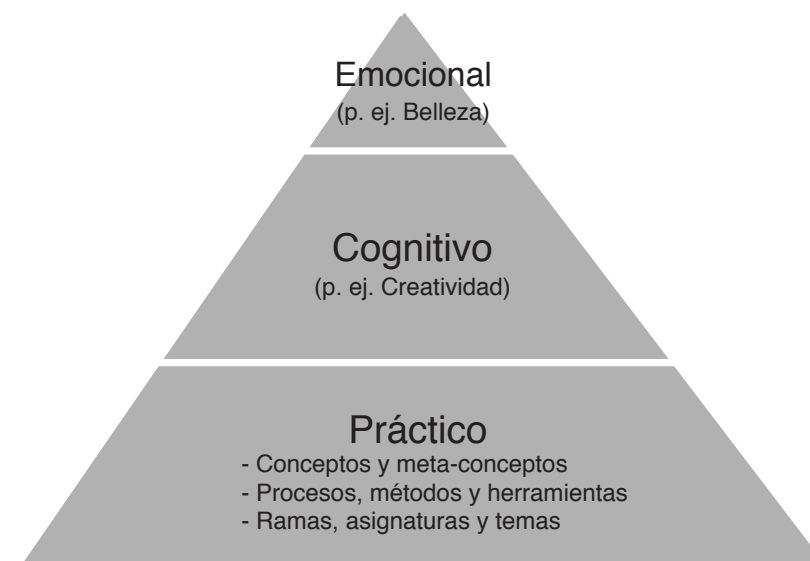 Emocional
(p. ej. Belleza)
Cognitivo
(p. ej. Creatividad)
Práctico
- Conceptos y meta-conceptos
- Procesos, métodos y herramientas
- Ramas, asignaturas y temas